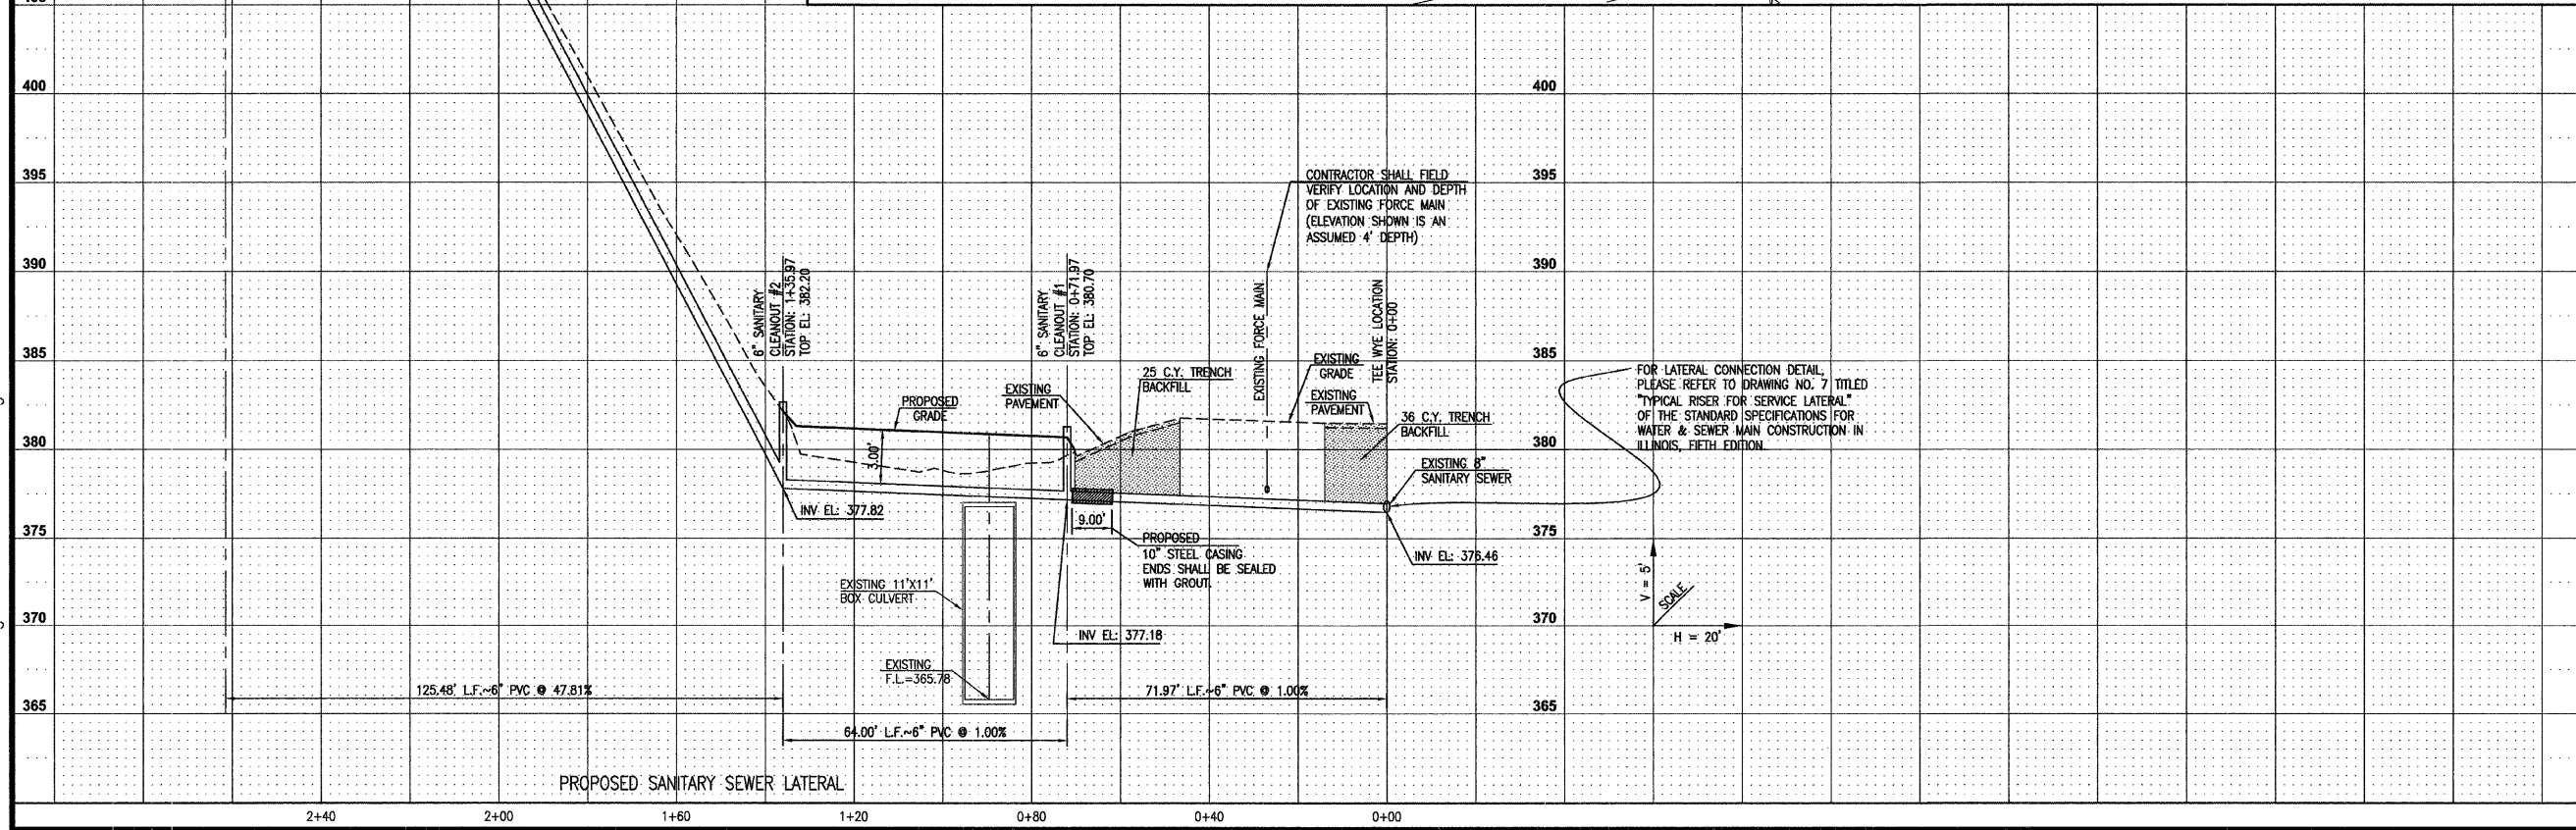 405
400
400
395
395
390
390
385
385
380
380
375
375
370
370
365
365
CONTRACTOR SHALL FIELD
VERIFY LOCATION AND DEPTH
OF EXISTING FORCE MAIN
(ELEVATION SHOWN IS AN
ASSUMED 4' DEPTH)
6" SANITARY
CLEANOUT #2
STATION: 1+35.97
TOP EL: 382.20
6" SANITARY
CLEANOUT #1
STATION: 0+71.97
TOP EL: 380.70
EXISTING FORCE MAIN
TEE WYE LOCATION
STATION: 0+00
EXISTING
GRADE
25 C.Y. TRENCH
BACKFILL
EXISTING
PAVEMENT
PROPOSED
GRADE
EXISTING
PAVEMENT
36 C.Y. TRENCH
BACKFILL
FOR LATERAL CONNECTION DETAIL,
PLEASE REFER TO DRAWING NO. 7 TITLED
"TYPICAL RISER FOR SERVICE LATERAL"
OF THE STANDARD SPECIFICATIONS FOR
WATER & SEWER MAIN CONSTRUCTION IN
ILLINOIS, FIFTH EDITION.
3.00'
EXISTING 8"
SANITARY SEWER
INV EL: 377.82
9.00'
PROPOSED
10" STEEL CASING
ENDS SHALL BE SEALED
WITH GROUT.
INV EL: 376.46
EXISTING 11'X11'
BOX CULVERT
INV EL: 377.18
V = 5'
SCALE
H = 20'
EXISTING
F.L.=365.78
125.48' L.F.~6" PVC @ 47.81%
71.97' L.F.~6" PVC @ 1.00%
64.00' L.F.~6" PVC @ 1.00%
PROPOSED SANITARY SEWER LATERAL
2+40
2+00
1+60
1+20
0+80
0+40
0+00